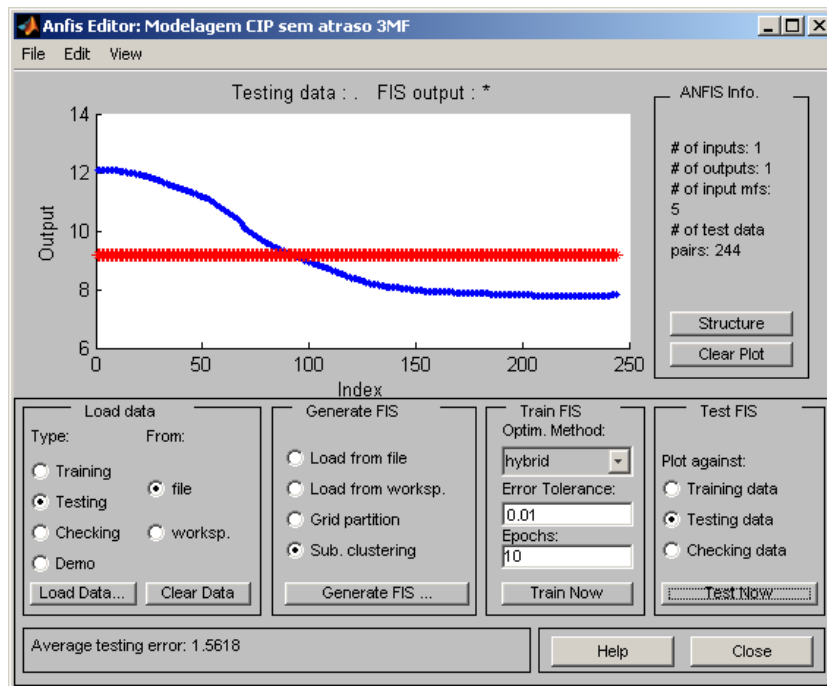 Anfis Editor: Modelagem CIP sem atraso 3MF
File Edit View
Testing data : . FIS output : *
14
12
10
8
6
Output
0 50 100 150 200 250
Index
ANFIS Info.
# of inputs: 1
# of outputs: 1
# of input mfs:
5
# of test data
pairs: 244
Structure
Clear Plot
Load data
Type: From:
Training
Testing
Checking
Demo
file
worksp.
Load Data... Clear Data
Generate FIS
Load from file
Load from worksp.
Grid partition
Sub. clustering
Generate FIS ...
Train FIS
Optim. Method:
hybrid
Error Tolerance:
0.01
Epochs:
10
Train Now
Test FIS
Plot against:
Training data
Testing data
Checking data
Test Now
Average testing error: 1.5618
Help Close